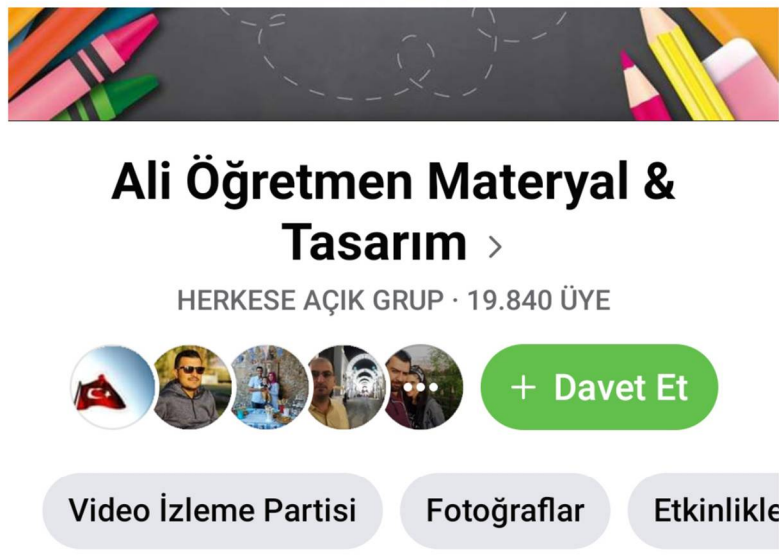 Ali Öğretmen Materyal &
Tasarım >
HERKESE AÇIK GRUP · 19.840 ÜYE
+ Davet Et
Video İzleme Partisi
Fotoğraflar